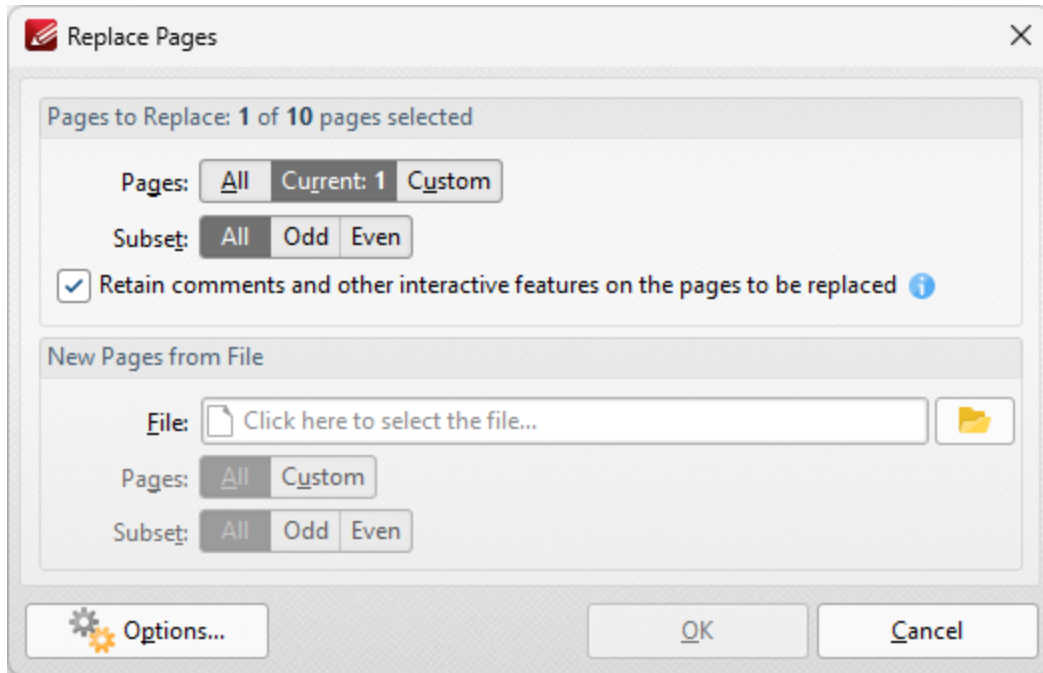 Replace Pages
Pages to Replace: 1 of 10 pages selected
Pages: All Current: 1 Custom
Subset: All Odd Even
Retain comments and other interactive features on the pages to be replaced
New Pages from File
File: Click here to select the file...
Pages: All Custom
Subset: All Odd Even
Options... OK Cancel